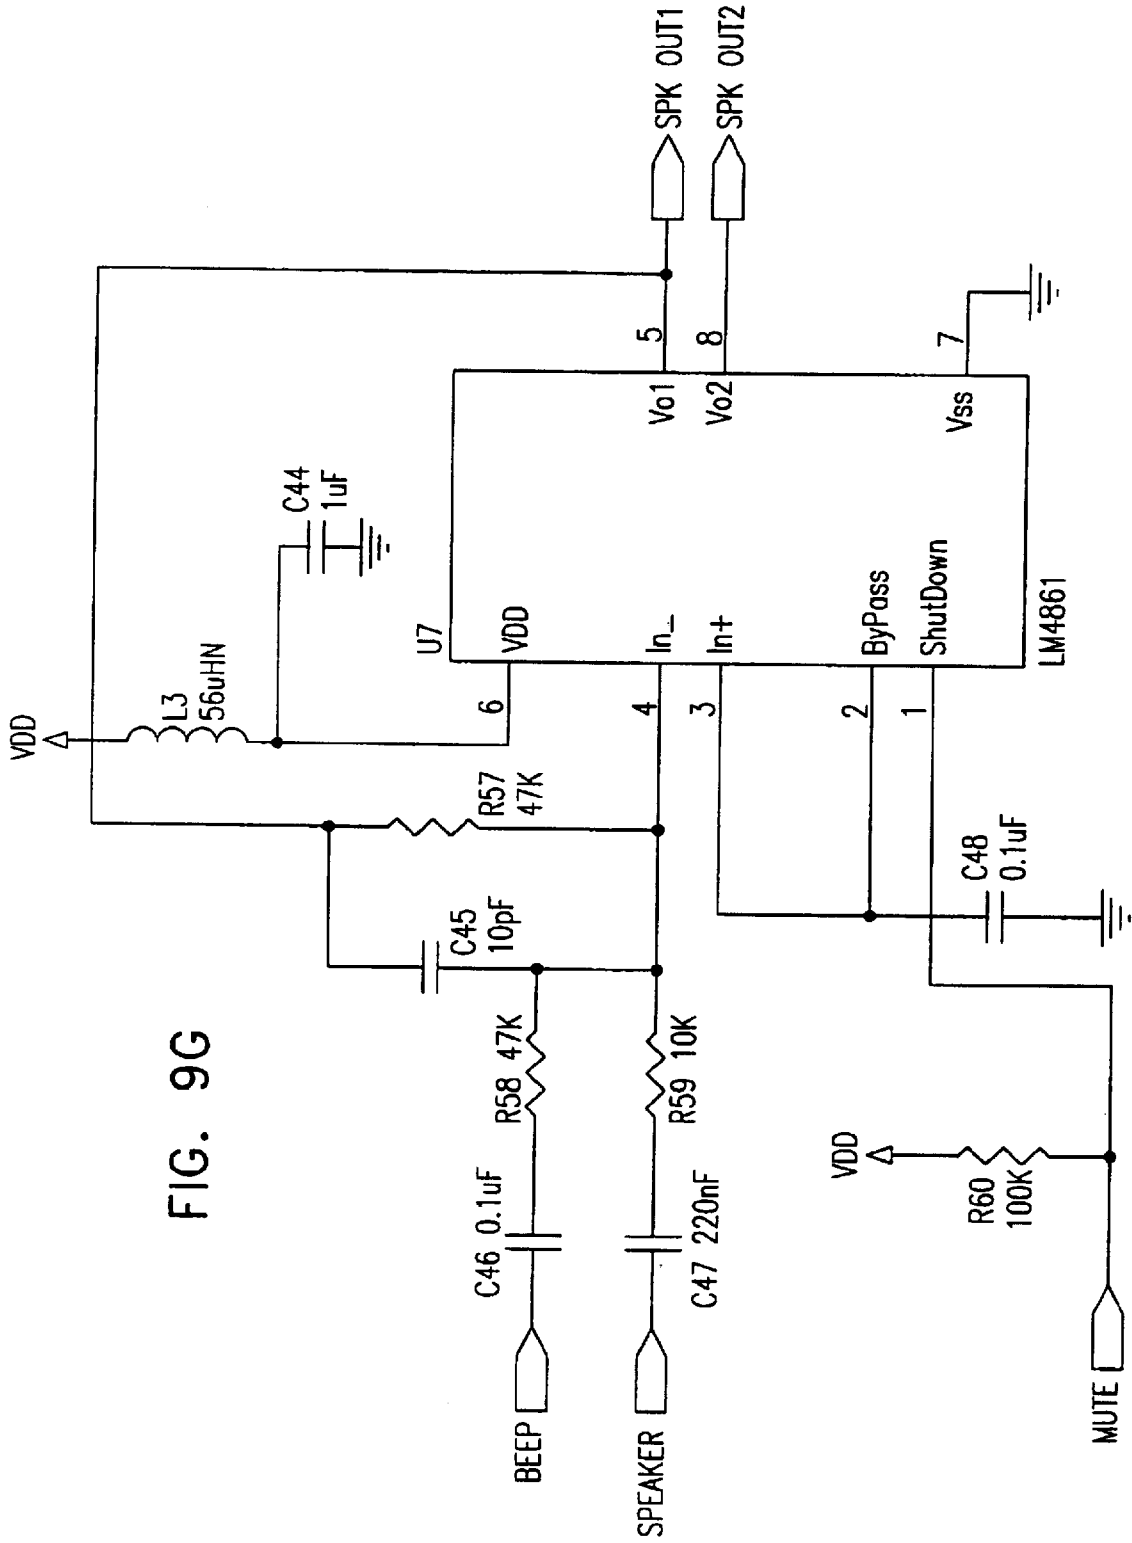 FIG. 9G
VDD
L3
56uHN
C44
1uF
R57
47K
C45
10pF
BEEP
C46 0.1uF
R58 47K
SPEAKER
C47 220nF
R59 10K
MUTE
VDD
R60
100K
C48
0.1uF
U7
6
VDD
4
In_
3
In+
2
ByPass
1
ShutDown
LM4861
Vo1
5
SPK OUT1
Vo2
8
SPK OUT2
Vss
7